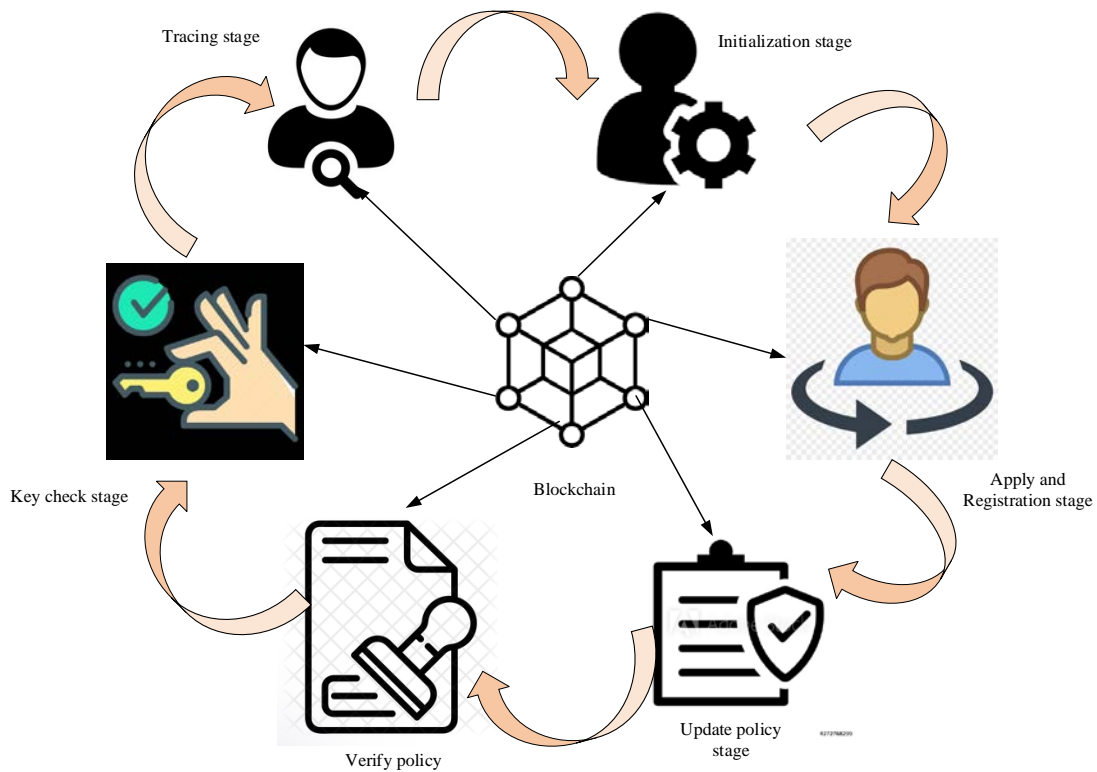 Tracing stage
Initialization stage
Blockchain
Apply and
Registration stage
Key check stage
Update policy
stage
Verify policy